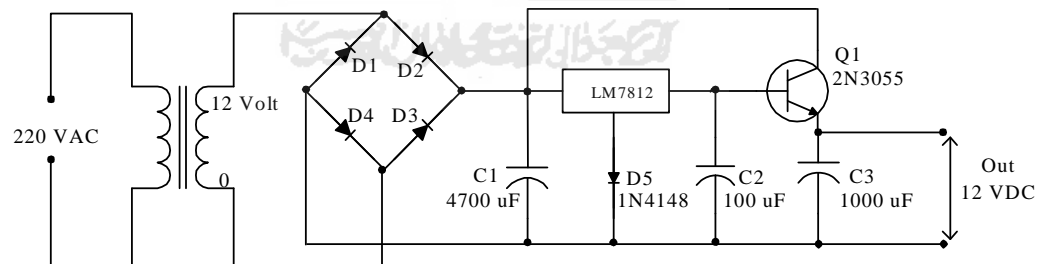 220 VAC
12 Volt
0
D1
D2
D4
D3
LM7812
Q1
2N3055
C1
4700 uF
D5
1N4148
C2
100 uF
C3
1000 uF
Out
12 VDC